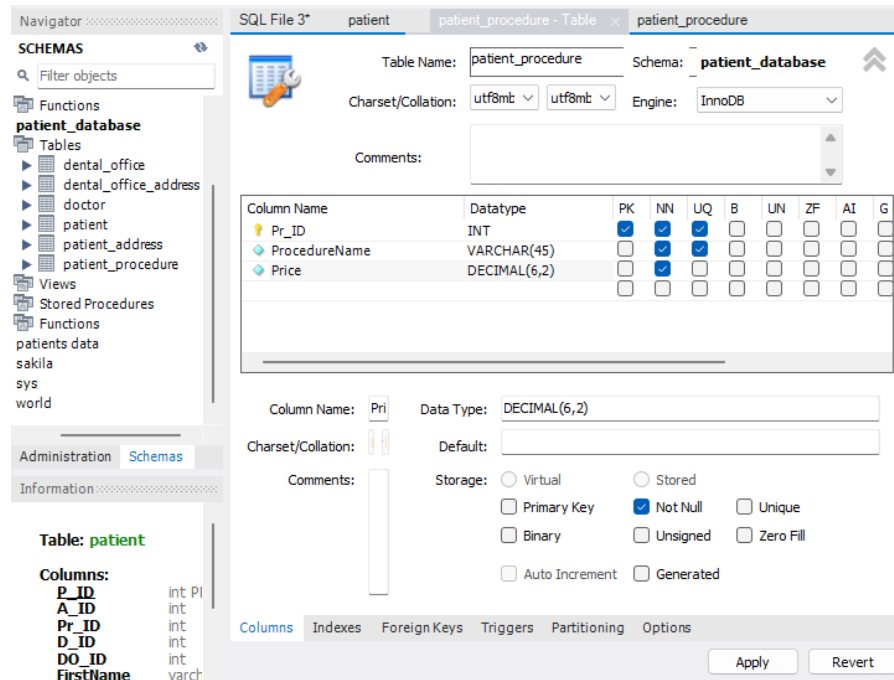 Navigator
SCHEMAS
Filter objects
Functions
patient_database
Tables
dental_office
dental_office_address
doctor
patient
patient_address
patient_procedure
Views
Stored Procedures
Functions
patients data
sakila
sys
world
Administration Schemas
Information
Table: patient
Columns:
P_ID int PI
A_ID int
Pr_ID int
D_ID int
DO_ID int
FirstName varch
SQL File 3* patient patient_procedure - Table × patient_procedure
Table Name: patient_procedure Schema: patient_database
Charset/Collation: utf8mb utf8mb Engine: InnoDB
Comments:
Column Name Datatype PK NN UQ B UN ZF AI G
Pr_ID INT
ProcedureName VARCHAR(45)
Price DECIMAL(6,2)
Column Name: Pri Data Type: DECIMAL(6,2)
Charset/Collation: Default:
Comments: Storage: Virtual Stored
Primary Key Not Null Unique
Binary Unsigned Zero Fill
Auto Increment Generated
Columns Indexes Foreign Keys Triggers Partitioning Options
Apply Revert